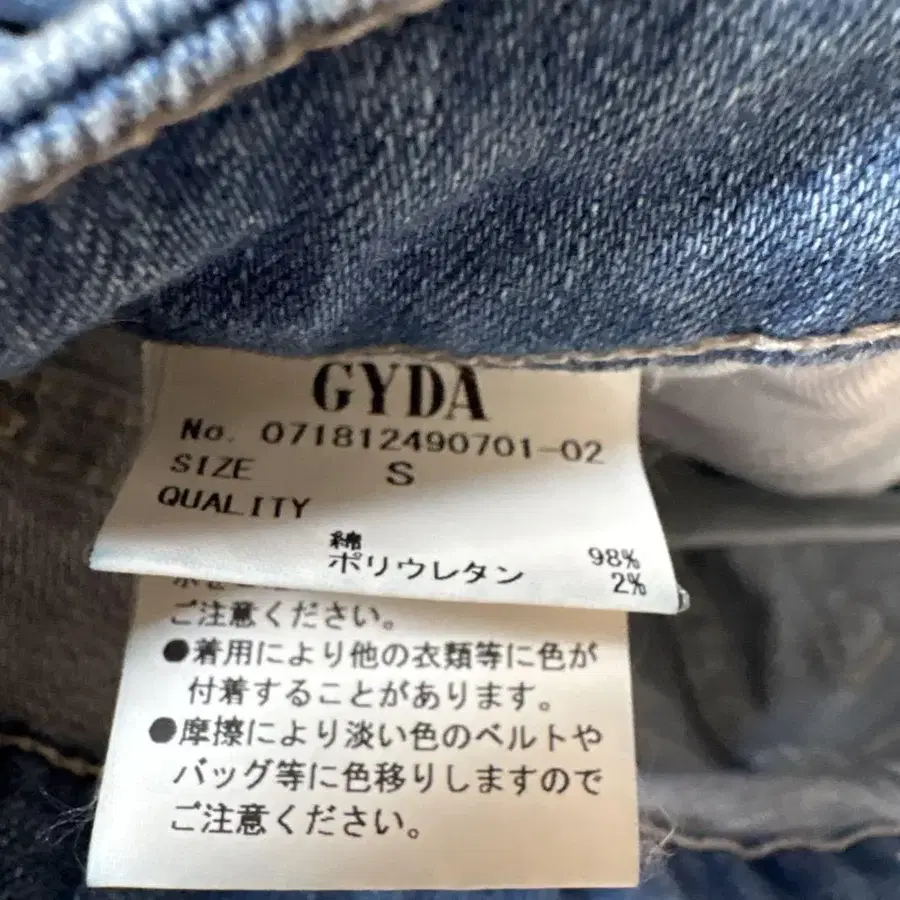 GYDA
No. 071812490701-02
SIZE S
QUALITY
綿 98%
ポリウレタン 2%
ご注意ください。
●着用により他の衣類等に色が
付着することがあります。
●摩擦により淡い色のベルトや
バッグ等に色移りしますので
ご注意ください。